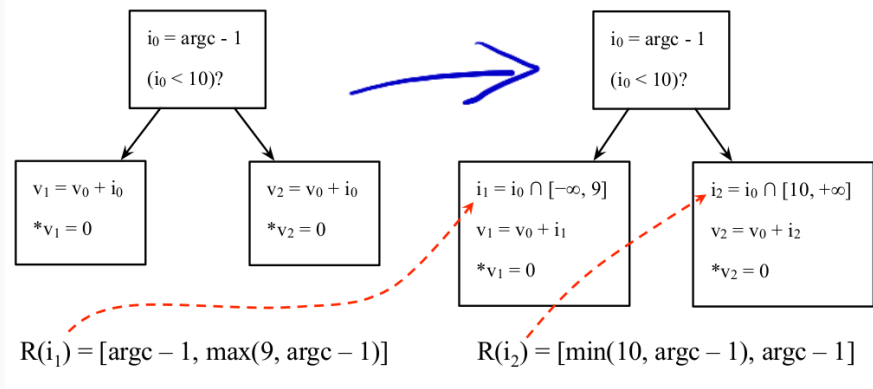 i₀ = argc - 1
(i₀ < 10)?
v₁ = v₀ + i₀
*v₁ = 0
v₂ = v₀ + i₀
*v₂ = 0
i₀ = argc - 1
(i₀ < 10)?
i₁ = i₀ ∩ [-∞, 9]
v₁ = v₀ + i₁
*v₁ = 0
i₂ = i₀ ∩ [10, +∞]
v₂ = v₀ + i₂
*v₂ = 0
R(i₁) = [argc – 1, max(9, argc – 1)]
R(i₂) = [min(10, argc – 1), argc – 1]